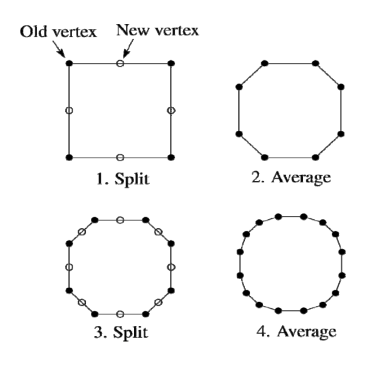 Old vertex New vertex
1. Split 2. Average
3. Split 4. Average